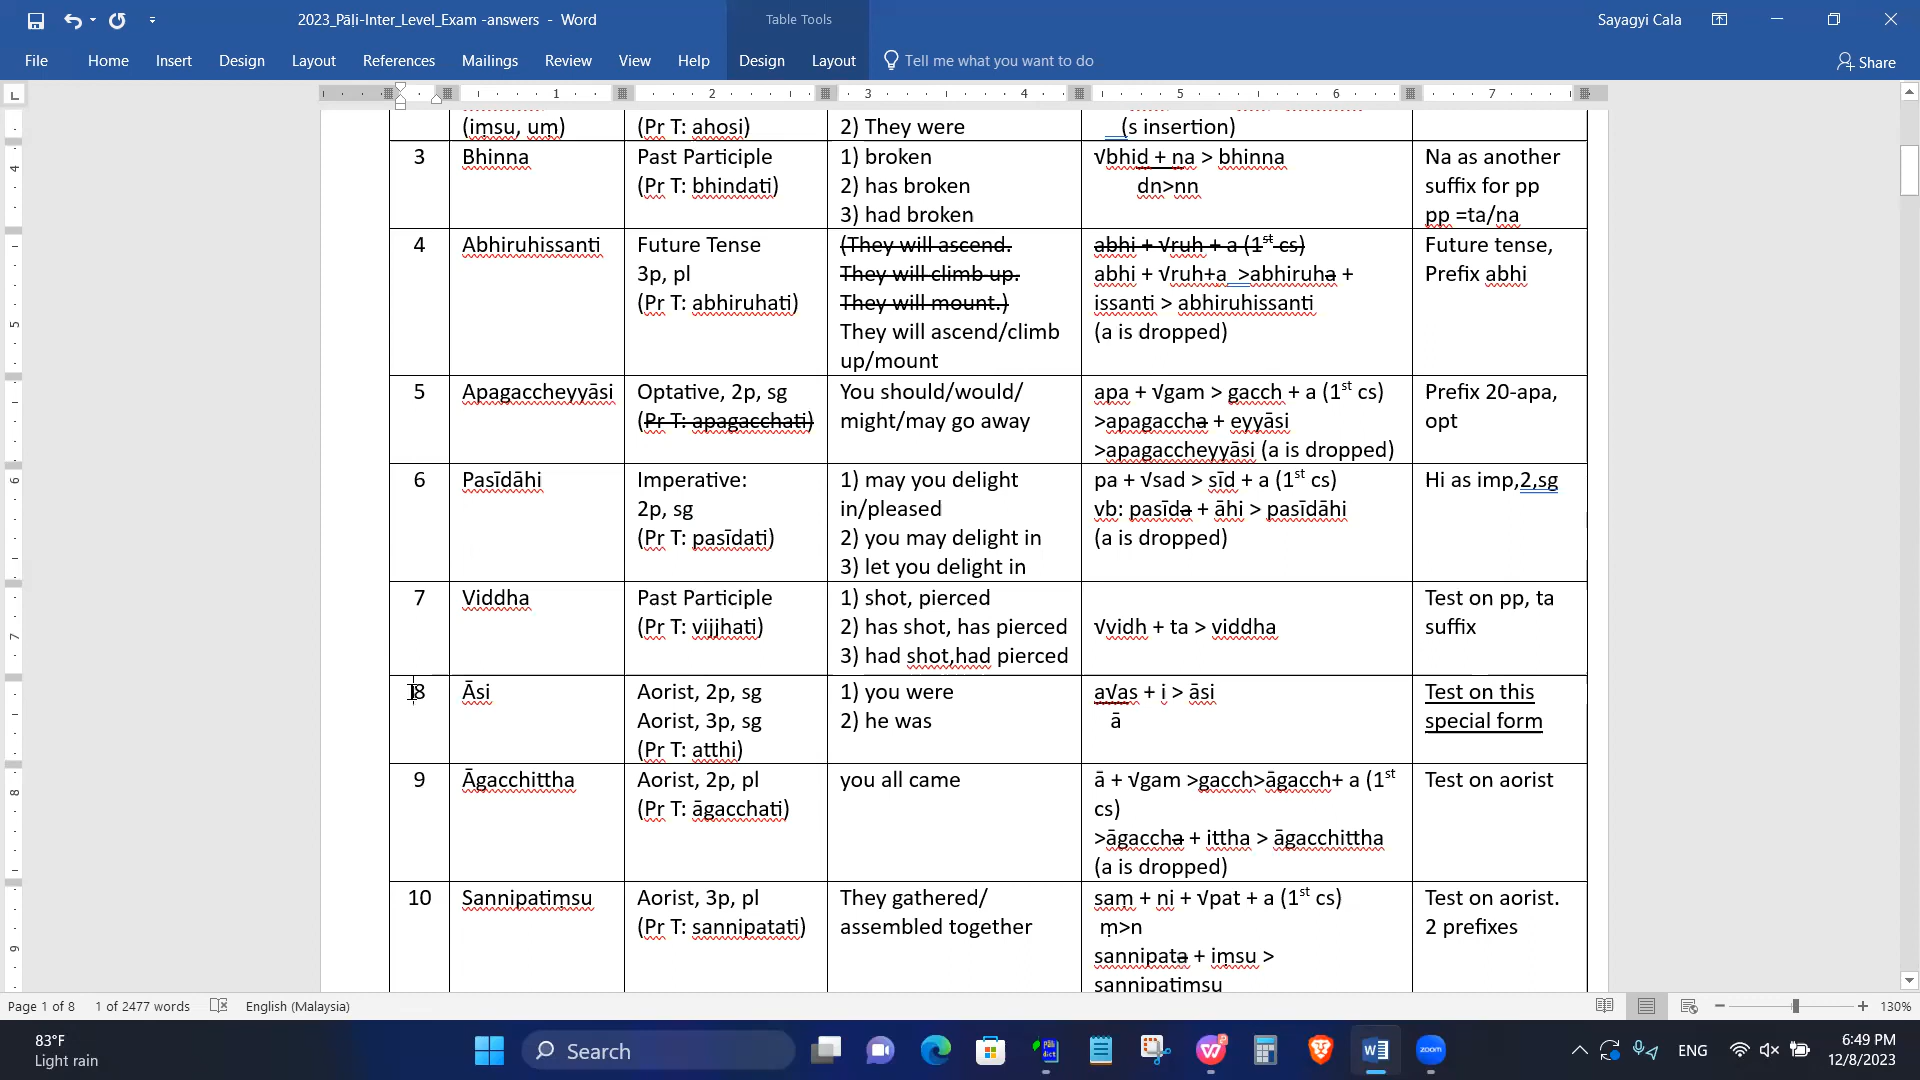 2023_Pāḷi-Inter_Level_Exam -answers - Word
Table Tools
Sayagyi Cala
File Home Insert Design Layout References Mailings Review View Help Design Layout Tell me what you want to do Share
1 2 3 4 5 6 7
(iṃsu, uṃ) (Pr T: ahosi) 2) They were (s insertion)
3 Bhinna Past Participle 1) broken √bhid + na > bhinna Na as another
(Pr T: bhindati) 2) has broken dn>nn suffix for pp
3) had broken pp =ta/na
4 Abhiruhissanti Future Tense (They will ascend. abhi + √ruh + a (1st cs) Future tense,
3p, pl They will climb up. abhi + √ruh+a >abhiruha + Prefix abhi
(Pr T: abhiruhati) They will mount.) issanti > abhiruhissanti
They will ascend/climb (a is dropped)
up/mount
5 Apagaccheyyāsi Optative, 2p, sg You should/would/ apa + √gam > gacch + a (1st cs) Prefix 20-apa,
(Pr T: apagacchati) might/may go away >apagaccha + eyyāsi opt
>apagaccheyyāsi (a is dropped)
6 Pasīdāhi Imperative: 1) may you delight pa + √sad > sīd + a (1st cs) Hi as imp,2,sg
2p, sg in/pleased vb: pasīda + āhi > pasīdāhi
(Pr T: pasīdati) 2) you may delight in (a is dropped)
3) let you delight in
7 Viddha Past Participle 1) shot, pierced Test on pp, ta
(Pr T: vijjhati) 2) has shot, has pierced √vidh + ta > viddha suffix
3) had shot,had pierced
8 Āsi Aorist, 2p, sg 1) you were a√as + i > āsi Test on this
Aorist, 3p, sg 2) he was ā special form
(Pr T: atthi)
9 Āgacchittha Aorist, 2p, pl you all came ā + √gam >gacch>āgacch+ a (1st Test on aorist
(Pr T: āgacchati) cs)
>āgaccha + ittha > āgacchittha
(a is dropped)
10 Sannipatiṃsu Aorist, 3p, pl They gathered/ saṃ + ni + √pat + a (1st cs) Test on aorist.
(Pr T: sannipatati) assembled together ṃ>n 2 prefixes
sannipata + iṃsu >
sannipatiṃsu
Page 1 of 8 1 of 2477 words English (Malaysia) 130%
83°F
Light rain
Search
ENG
6:49 PM
12/8/2023